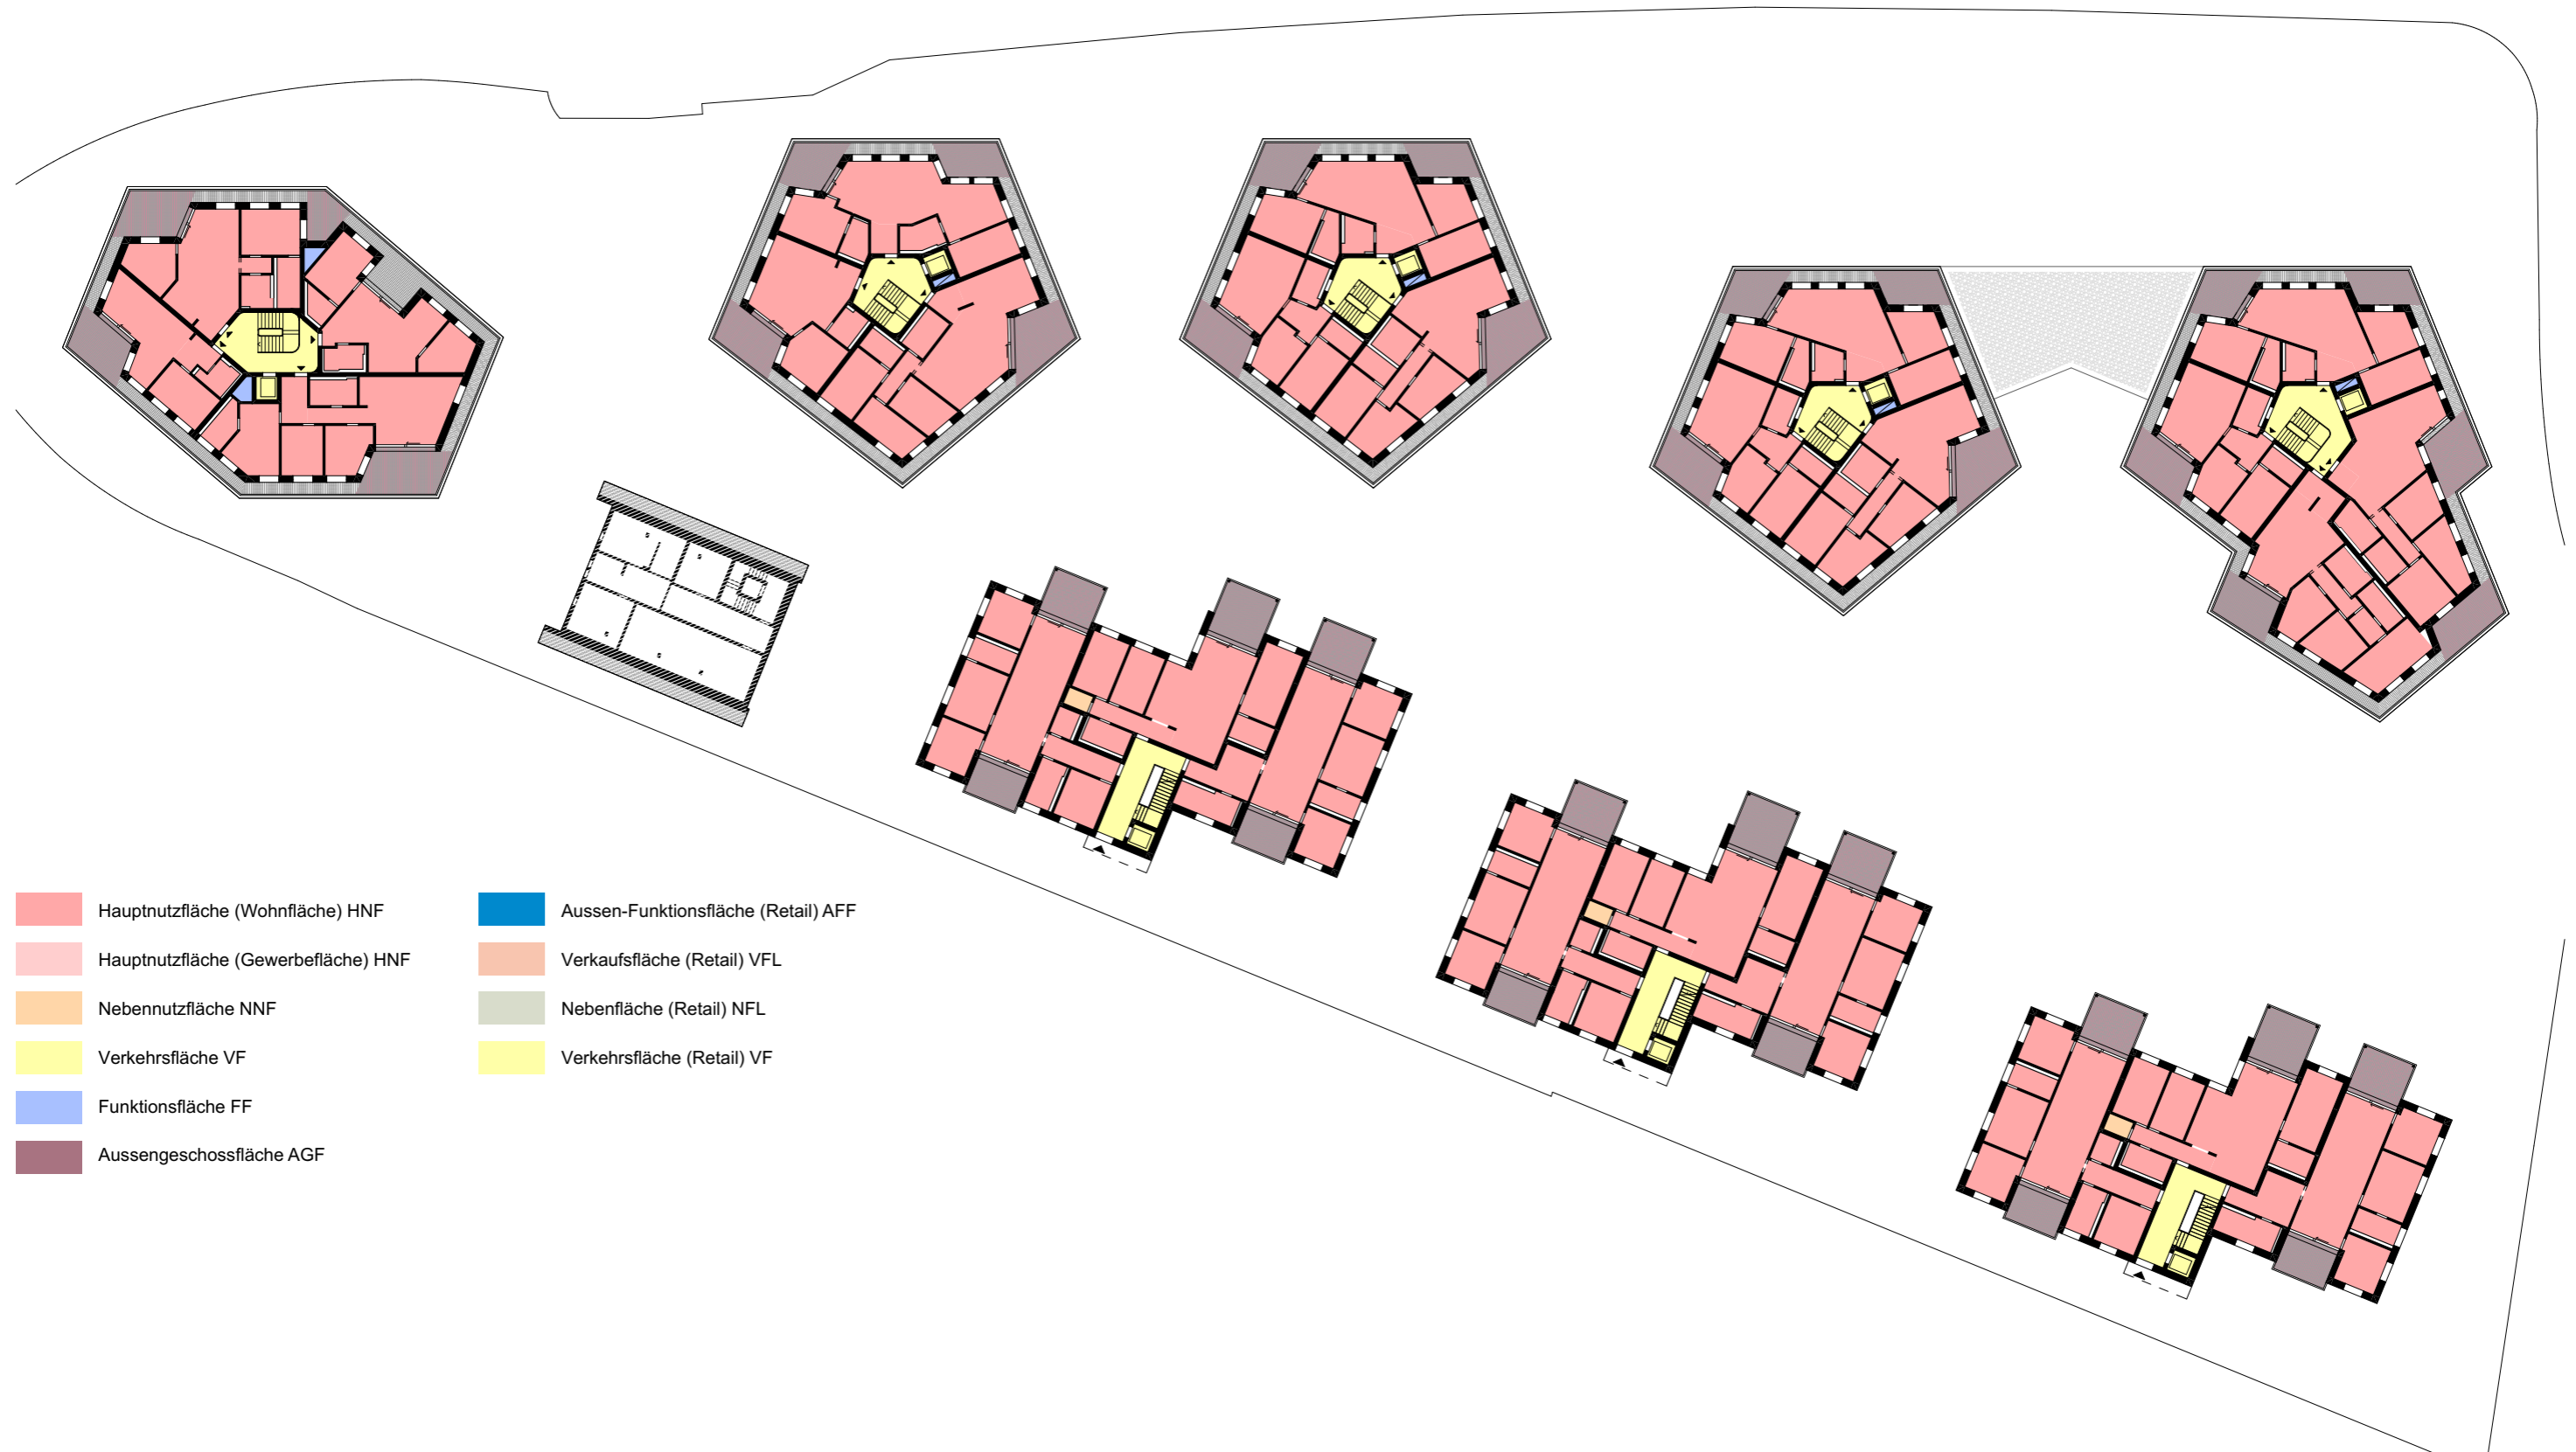 Hauptnutzfläche (Wohnfläche) HNF
Hauptnutzfläche (Gewerbefläche) HNF
Nebennutzfläche NNF
Verkehrsfläche VF
Funktionsfläche FF
Aussengeschossfläche AGF
Aussen-Funktionsfläche (Retail) AFF
Verkaufsfläche (Retail) VFL
Nebenfläche (Retail) NFL
Verkehrsfläche (Retail) VF